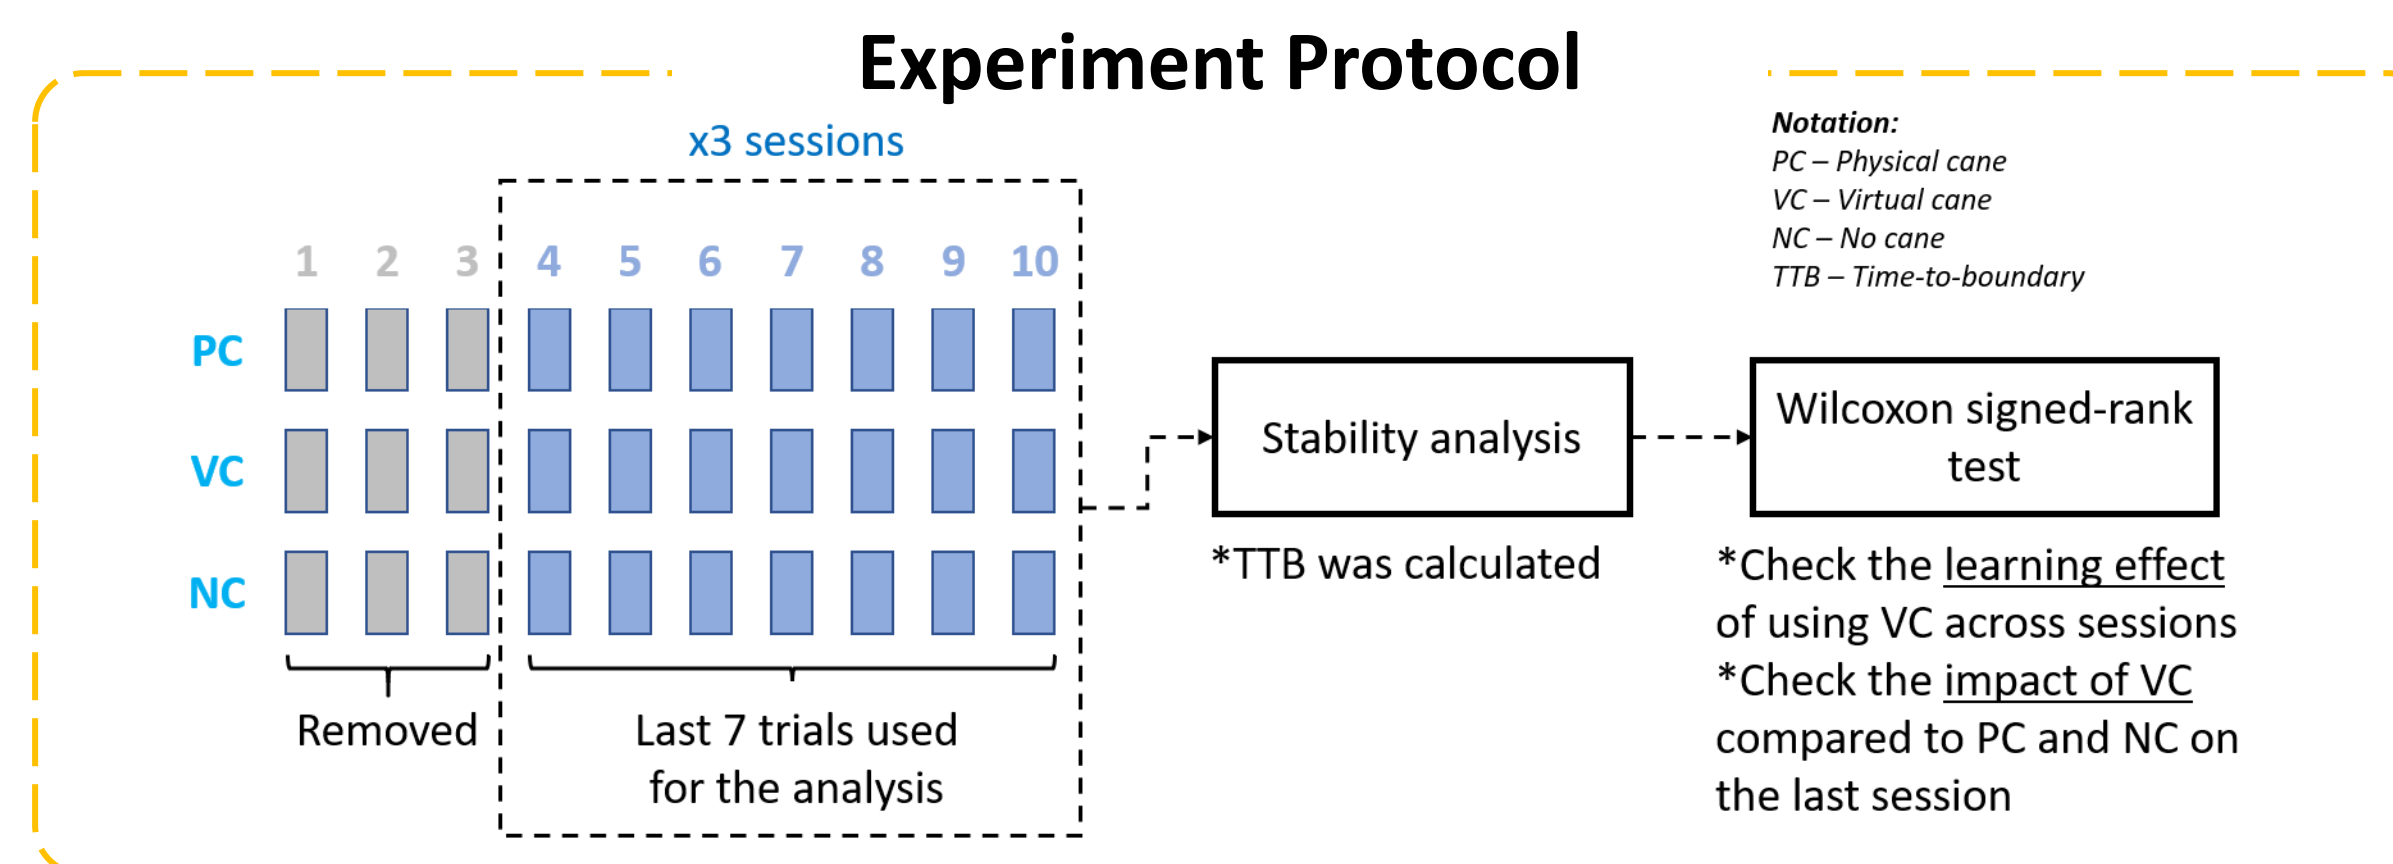 Experiment Protocol
x3 sessions
Notation:
PC – Physical cane
VC – Virtual cane
NC – No cane
TTB – Time-to-boundary
1 2 3 4 5 6 7 8 9 10
PC
VC
NC
Removed
Last 7 trials used
for the analysis
Stability analysis
*TTB was calculated
Wilcoxon signed-rank
test
*Check the learning effect
of using VC across sessions
*Check the impact of VC
compared to PC and NC on
the last session